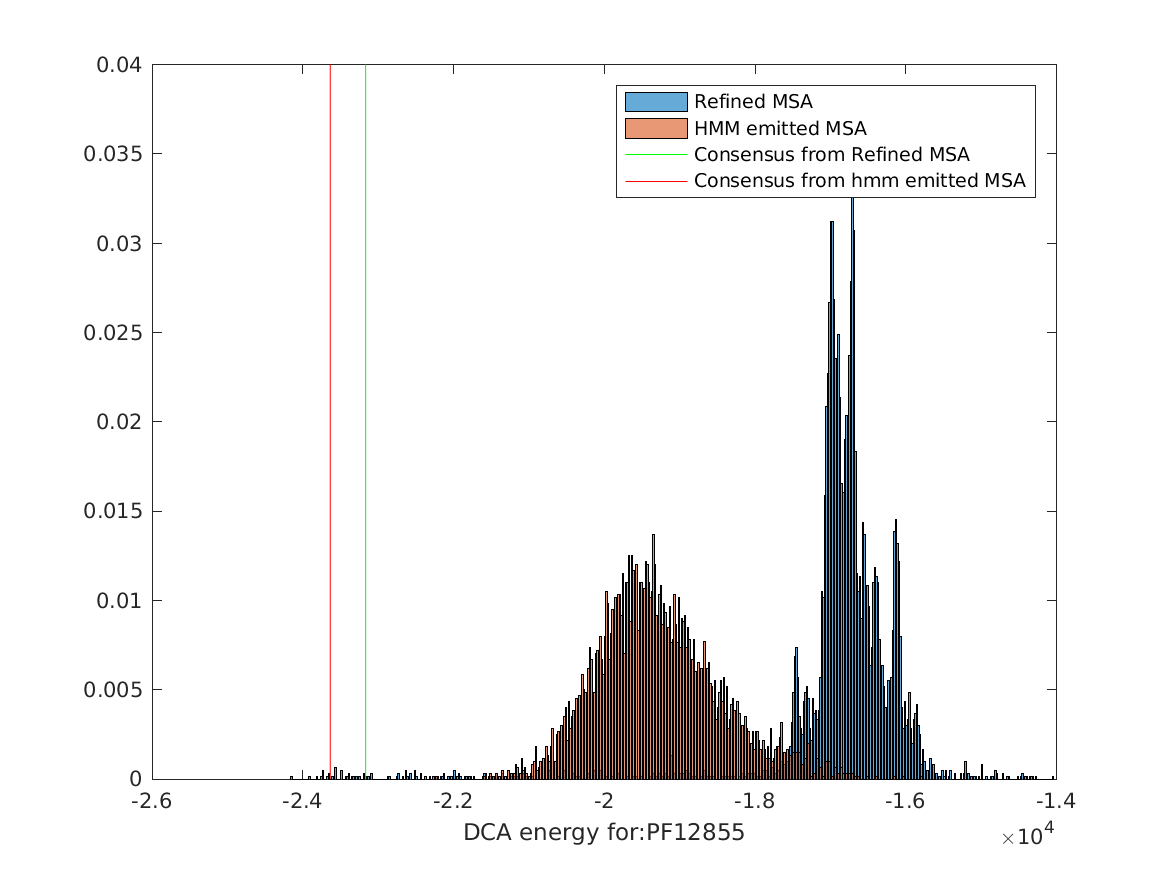 0.04
0.035
0.03
0.025
0.02
0.015
0.01
0.005
0
Refined MSA
HMM emitted MSA
Consensus from Refined MSA
Consensus from hmm emitted MSA
-2.6 -2.4 -2.2 -2 -1.8 -1.6 -1.4
DCA energy for:PF12855
×10^4